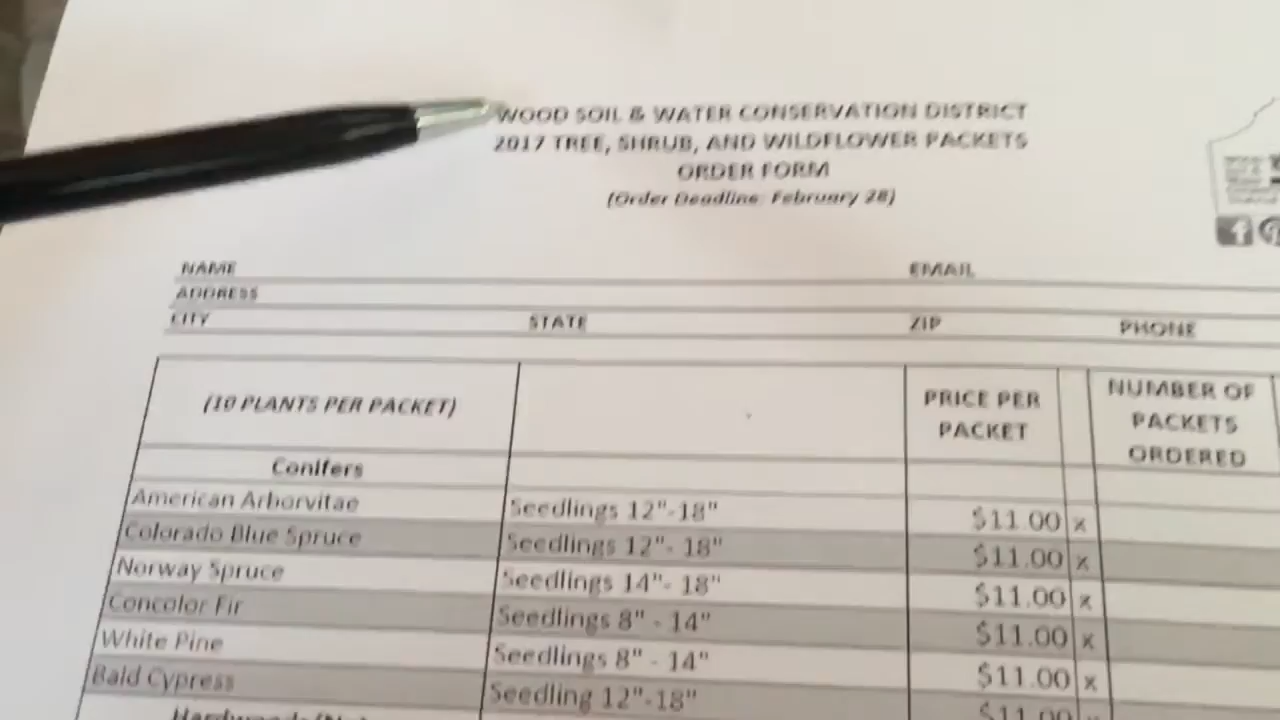 WOOD SOIL & WATER CONSERVATION DISTRICT
2017 TREE, SHRUB, AND WILDFLOWER PACKETS
ORDER FORM
(Order Deadline: February 28)
NAME EMAIL
ADDRESS
CITY STATE ZIP PHONE
(10 PLANTS PER PACKET) PRICE PER PACKET NUMBER OF PACKETS ORDERED
Conifers
American Arborvitae Seedlings 12"-18" $11.00 x
Colorado Blue Spruce Seedlings 12"- 18" $11.00 x
Norway Spruce Seedlings 14"- 18" $11.00 x
Concolor Fir Seedlings 8" - 14" $11.00 x
White Pine Seedlings 8" - 14" $11.00 x
Bald Cypress Seedling 12"-18" $11.00